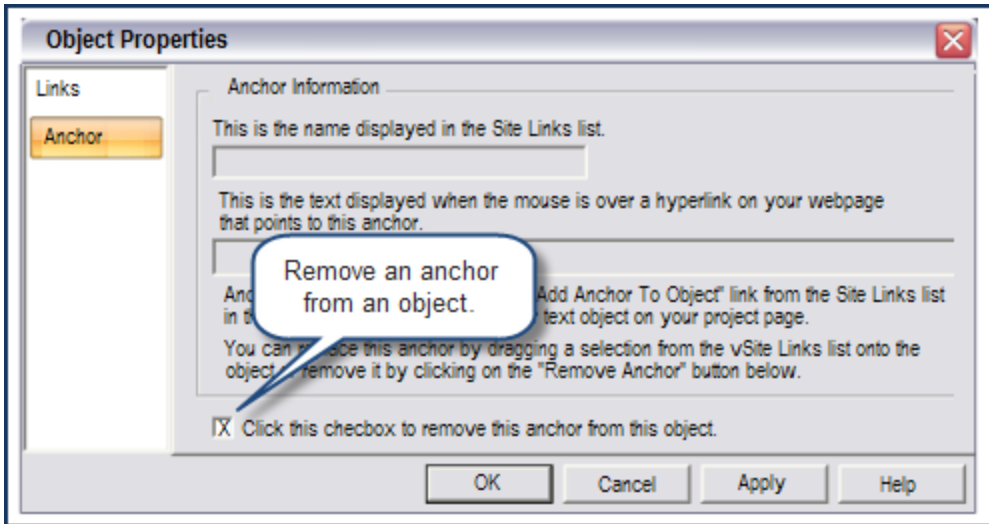 Object Properties
Links
Anchor
Anchor Information
This is the name displayed in the Site Links list.
This is the text displayed when the mouse is over a hyperlink on your webpage
that points to this anchor.
Remove an anchor
from an object.
Add Anchor To Object" link from the Site Links list
in text object on your project page.
You can this anchor by dragging a selection from the vSite Links list onto the
object remove it by clicking on the "Remove Anchor" button below.
X Click this checbox to remove this anchor from this object.
OK Cancel Apply Help